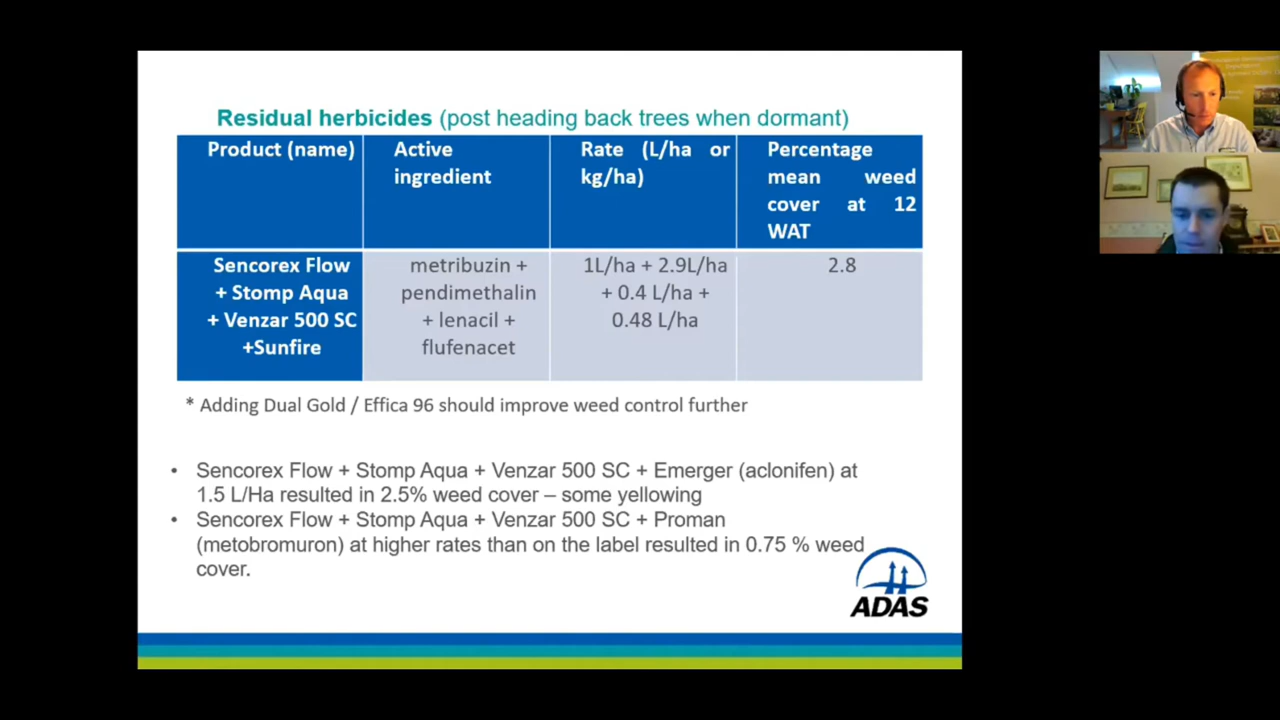 Residual herbicides (post heading back trees when dormant)
Product (name)
Active
ingredient
Rate (L/ha or
kg/ha)
Percentage
mean weed
cover at 12
WAT
Sencorex Flow
+ Stomp Aqua
+ Venzar 500 SC
+Sunfire
metribuzin +
pendimethalin
+ lenacil +
flufenacet
1L/ha + 2.9L/ha
+ 0.4 L/ha +
0.48 L/ha
2.8
* Adding Dual Gold / Effica 96 should improve weed control further
• Sencorex Flow + Stomp Aqua + Venzar 500 SC + Emerger (aclonifen) at
1.5 L/Ha resulted in 2.5% weed cover – some yellowing
• Sencorex Flow + Stomp Aqua + Venzar 500 SC + Proman
(metobromuron) at higher rates than on the label resulted in 0.75 % weed
cover.
ADAS